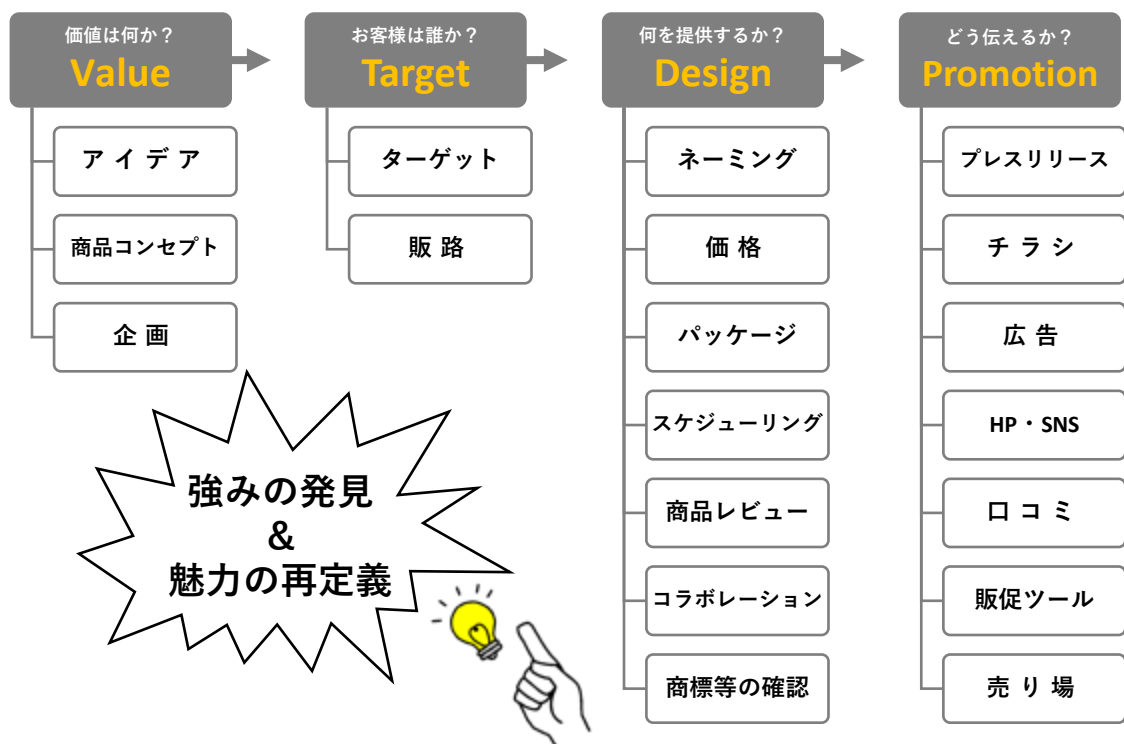 価値は何か？
Value
アイデア
商品コンセプト
企画
お客様は誰か？
Target
ターゲット
販路
何を提供するか？
Design
ネーミング
価格
パッケージ
スケジューリング
商品レビュー
コラボレーション
商標等の確認
どう伝えるか？
Promotion
プレスリリース
チラシ
広告
HP・SNS
口コミ
販促ツール
売り場
強みの発見
&
魅力の再定義